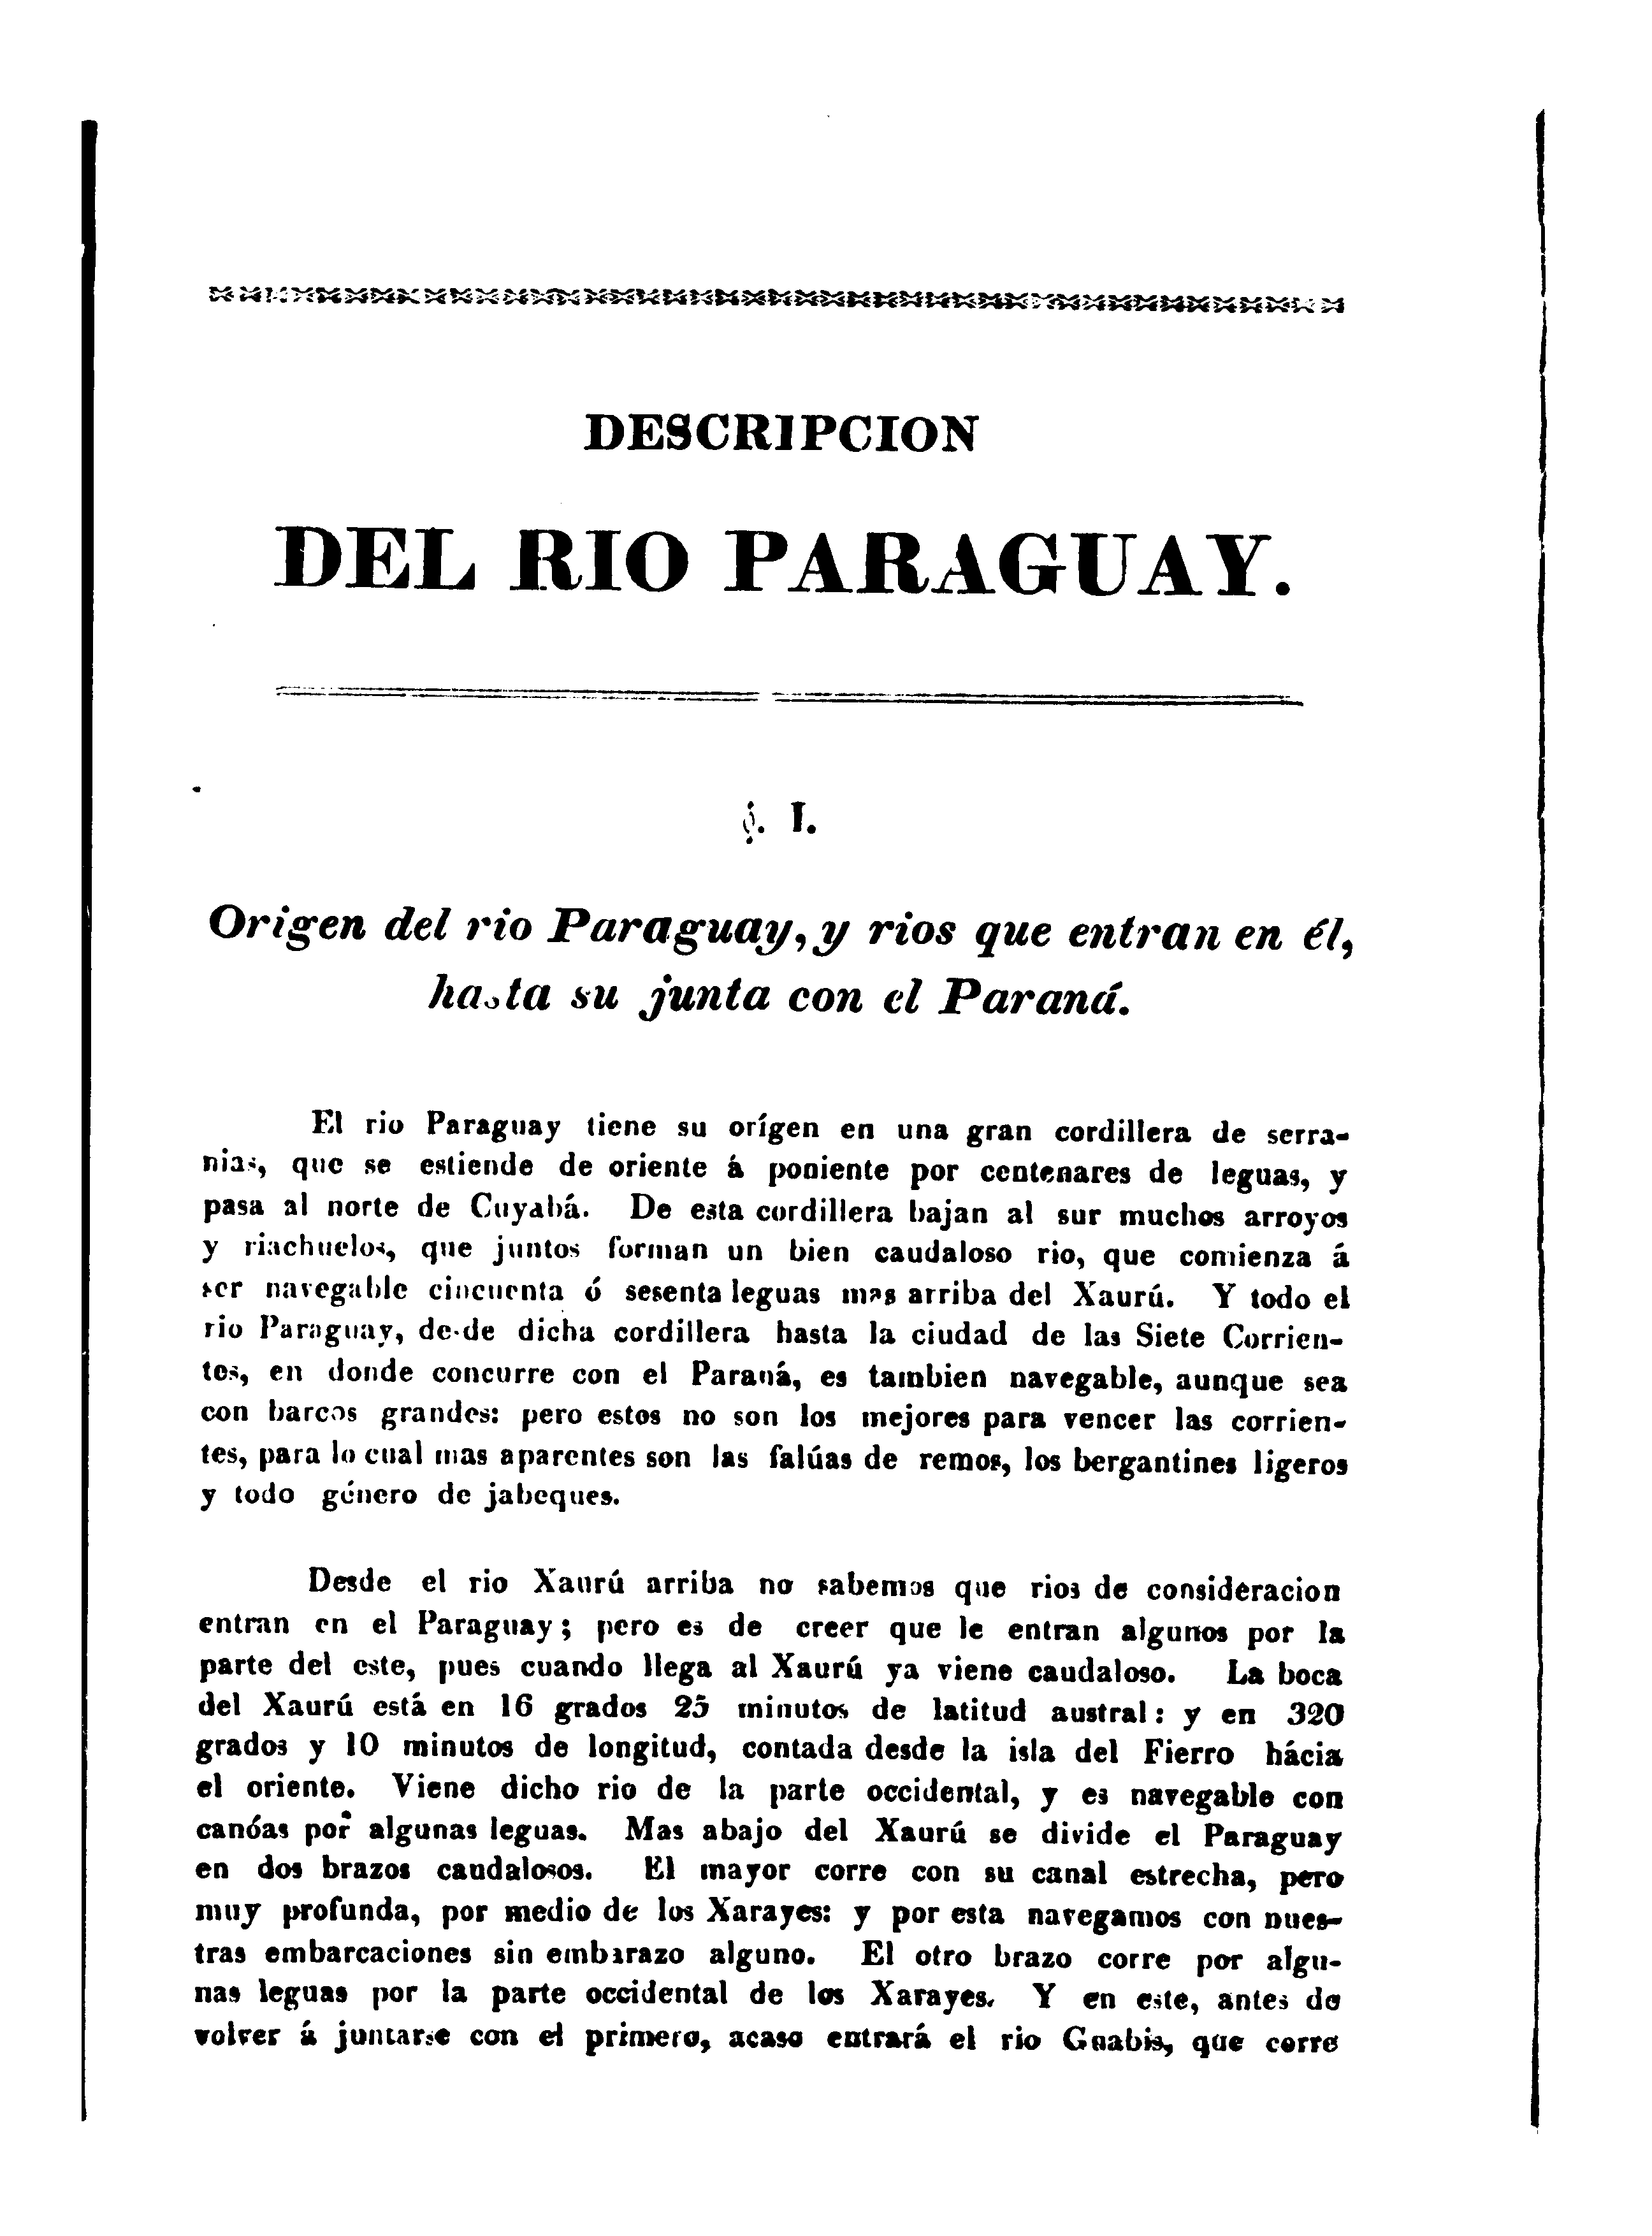 DESCRIPCION
DEL RIO PARAGUAY.
§. I.
Origen del rio Paraguay, y rios que entran en él,
hasta su junta con el Paraná.
El rio Paraguay tiene su orígen en una gran cordillera de serra-
nias, que se estiende de oriente á poniente por centenares de leguas, y
pasa al norte de Cuyabá. De esta cordillera bajan al sur muchos arroyos
y riachuelos, que juntos forman un bien caudaloso rio, que comienza á
ser navegable cincuenta ó sesenta leguas mas arriba del Xaurú. Y todo el
rio Paraguay, desde dicha cordillera hasta la ciudad de las Siete Corrien-
tes, en donde concurre con el Paraná, es tambien navegable, aunque sea
con barcos grandes: pero estos no son los mejores para vencer las corrien-
tes, para lo cual mas aparentes son las falúas de remos, los bergantines ligeros
y todo género de jabeques.
Desde el rio Xaurú arriba no sabemos que rios de consideracion
entran en el Paraguay; pero es de creer que le entran algunos por la
parte del este, pues cuando llega al Xaurú ya viene caudaloso. La boca
del Xaurú está en 16 grados 25 minutos de latitud austral: y en 320
grados y 10 minutos de longitud, contada desde la isla del Fierro hácia
el oriente. Viene dicho rio de la parte occidental, y es navegable con
canóas por algunas leguas. Mas abajo del Xaurú se divide el Paraguay
en dos brazos caudalosos. El mayor corre con su canal estrecha, pero
muy profunda, por medio de los Xarayes: y por esta navegamos con nues-
tras embarcaciones sin embarazo alguno. El otro brazo corre por algu-
nas leguas por la parte occidental de los Xarayes. Y en este, antes de
volver á juntarse con el primero, acaso entrará el rio Guabis, que corre